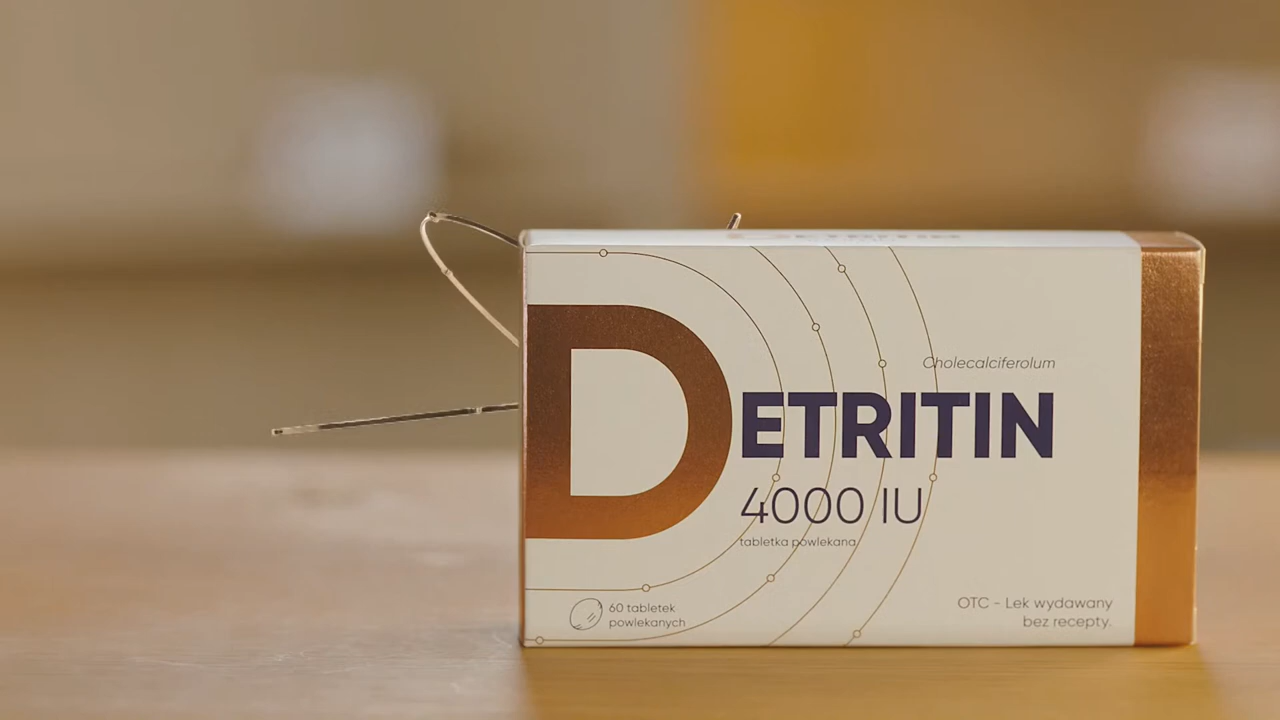 Cholecalciferolum
DETRITIN
4000 IU
tabletka powlekana
60 tabletek
powlekanych
OTC - Lek wydawany
bez recepty.